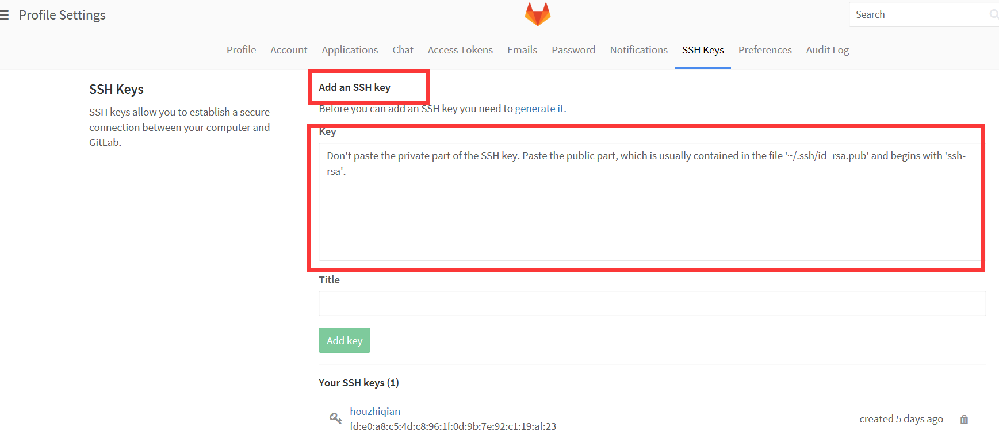 Profile Settings
Search
Profile Account Applications Chat Access Tokens Emails Password Notifications SSH Keys Preferences Audit Log
SSH Keys
SSH keys allow you to establish a secure
connection between your computer and
GitLab.
Add an SSH key
Before you can add an SSH key you need to generate it.
Key
Don't paste the private part of the SSH key. Paste the public part, which is usually contained in the file '~/.ssh/id_rsa.pub' and begins with 'ssh-
rsa'.
Title
Add key
Your SSH keys (1)
houzhiqian
fd:e0:a8:c5:4d:c8:96:1f:0d:9b:7e:92:c1:19:af:23
created 5 days ago